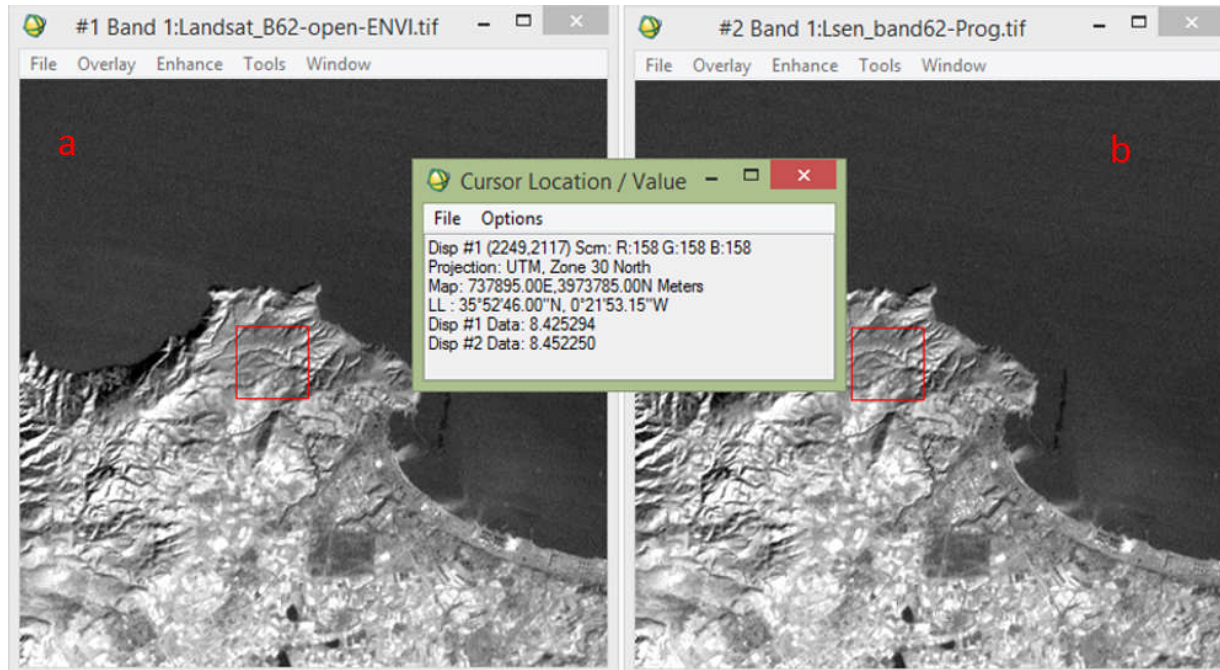 #1 Band 1:Landsat_B62-open-ENVI.tif
File Overlay Enhance Tools Window
a
#2 Band 1:Lsen_band62-Prog.tif
File Overlay Enhance Tools Window
b
Cursor Location / Value
File Options
Disp #1 (2249,2117) Scrn: R:158 G:158 B:158
Projection: UTM, Zone 30 North
Map: 737895.00E,3973785.00N Meters
LL : 35°52'46.00"N, 0°21'53.15"W
Disp #1 Data: 8.425294
Disp #2 Data: 8.452250